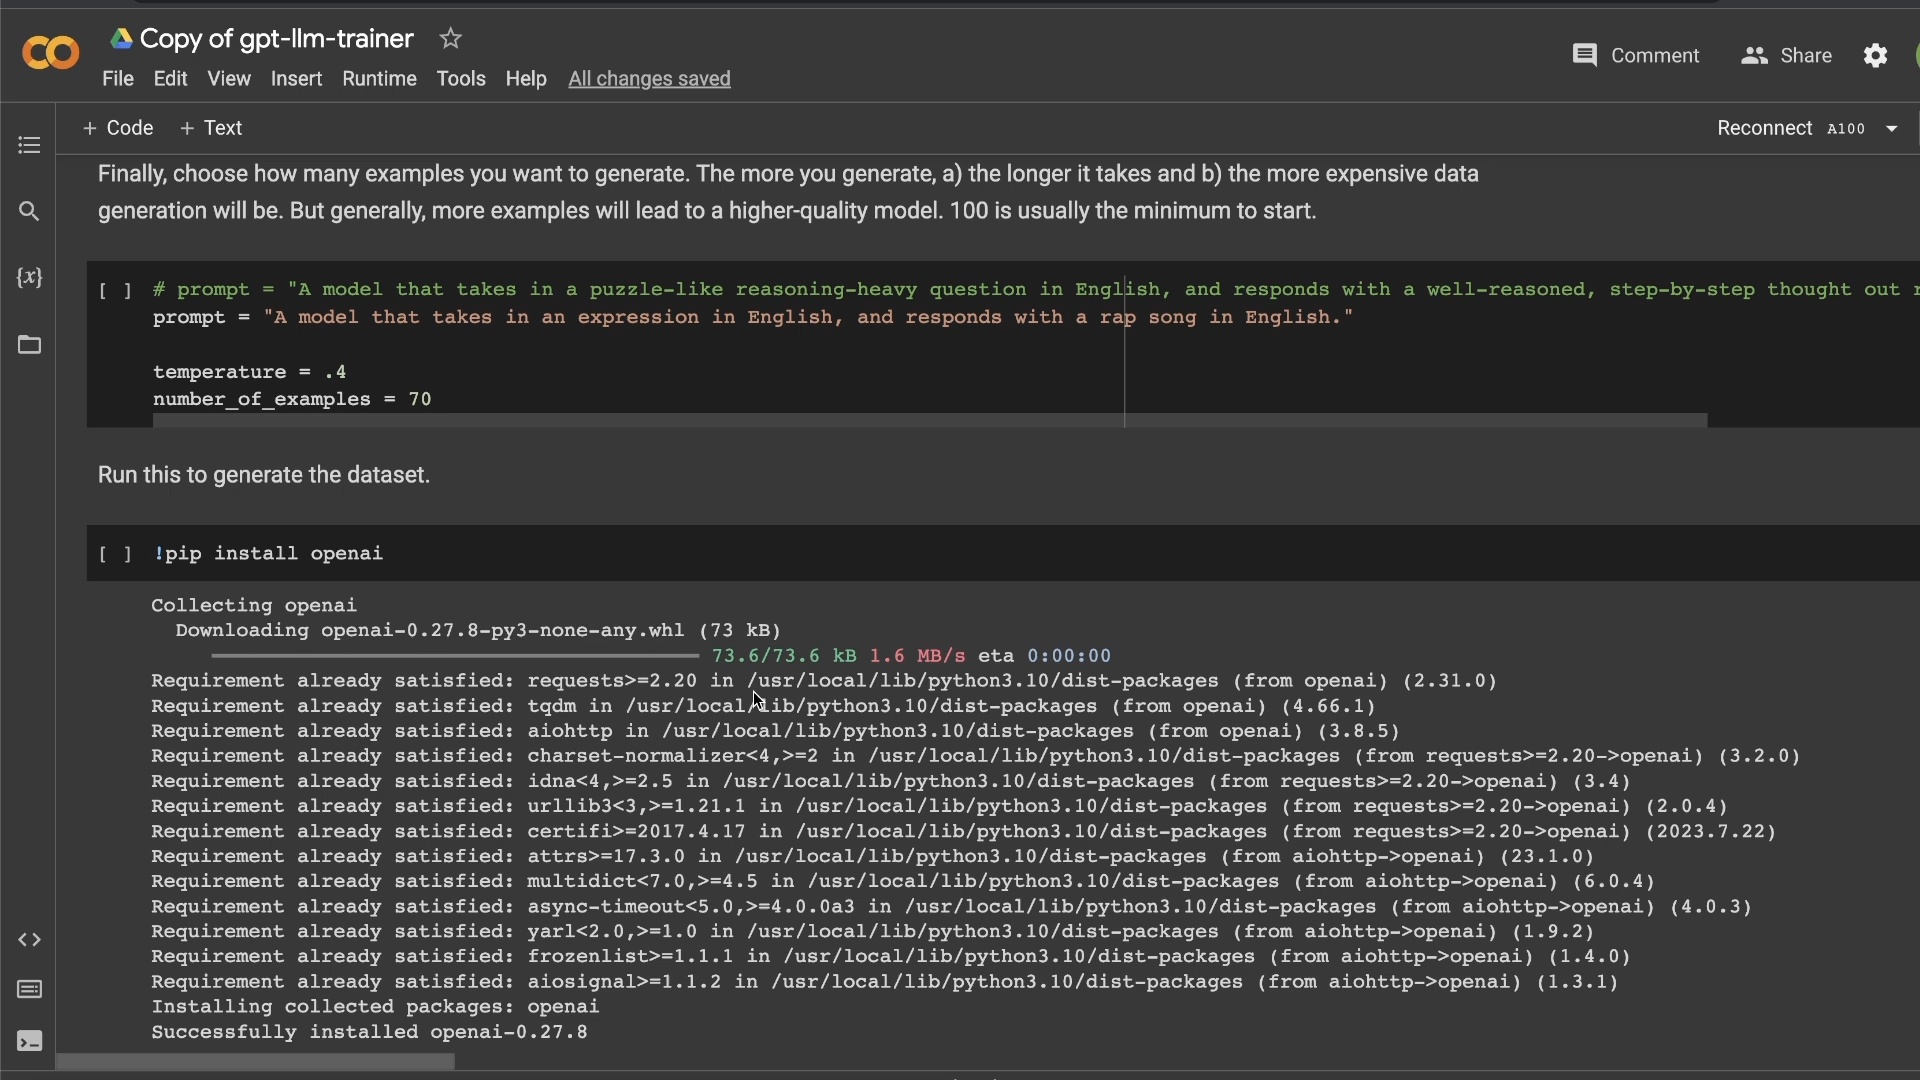 Copy of gpt-llm-trainer
File Edit View Insert Runtime Tools Help All changes saved
Comment Share
+ Code + Text
Reconnect A100
Finally, choose how many examples you want to generate. The more you generate, a) the longer it takes and b) the more expensive data
generation will be. But generally, more examples will lead to a higher-quality model. 100 is usually the minimum to start.
[ ] # prompt = "A model that takes in a puzzle-like reasoning-heavy question in English, and responds with a well-reasoned, step-by-step thought out
prompt = "A model that takes in an expression in English, and responds with a rap song in English."
temperature = .4
number_of_examples = 70
Run this to generate the dataset.
[ ] !pip install openai
Collecting openai
Downloading openai-0.27.8-py3-none-any.whl (73 kB)
73.6/73.6 kB 1.6 MB/s eta 0:00:00
Requirement already satisfied: requests>=2.20 in /usr/local/lib/python3.10/dist-packages (from openai) (2.31.0)
Requirement already satisfied: tqdm in /usr/local/lib/python3.10/dist-packages (from openai) (4.66.1)
Requirement already satisfied: aiohttp in /usr/local/lib/python3.10/dist-packages (from openai) (3.8.5)
Requirement already satisfied: charset-normalizer<4,>=2 in /usr/local/lib/python3.10/dist-packages (from requests>=2.20->openai) (3.2.0)
Requirement already satisfied: idna<4,>=2.5 in /usr/local/lib/python3.10/dist-packages (from requests>=2.20->openai) (3.4)
Requirement already satisfied: urllib3<3,>=1.21.1 in /usr/local/lib/python3.10/dist-packages (from requests>=2.20->openai) (2.0.4)
Requirement already satisfied: certifi>=2017.4.17 in /usr/local/lib/python3.10/dist-packages (from requests>=2.20->openai) (2023.7.22)
Requirement already satisfied: attrs>=17.3.0 in /usr/local/lib/python3.10/dist-packages (from aiohttp->openai) (23.1.0)
Requirement already satisfied: multidict<7.0,>=4.5 in /usr/local/lib/python3.10/dist-packages (from aiohttp->openai) (6.0.4)
Requirement already satisfied: async-timeout<5.0,>=4.0.0a3 in /usr/local/lib/python3.10/dist-packages (from aiohttp->openai) (4.0.3)
Requirement already satisfied: yarl<2.0,>=1.0 in /usr/local/lib/python3.10/dist-packages (from aiohttp->openai) (1.9.2)
Requirement already satisfied: frozenlist>=1.1.1 in /usr/local/lib/python3.10/dist-packages (from aiohttp->openai) (1.4.0)
Requirement already satisfied: aiosignal>=1.1.2 in /usr/local/lib/python3.10/dist-packages (from aiohttp->openai) (1.3.1)
Installing collected packages: openai
Successfully installed openai-0.27.8